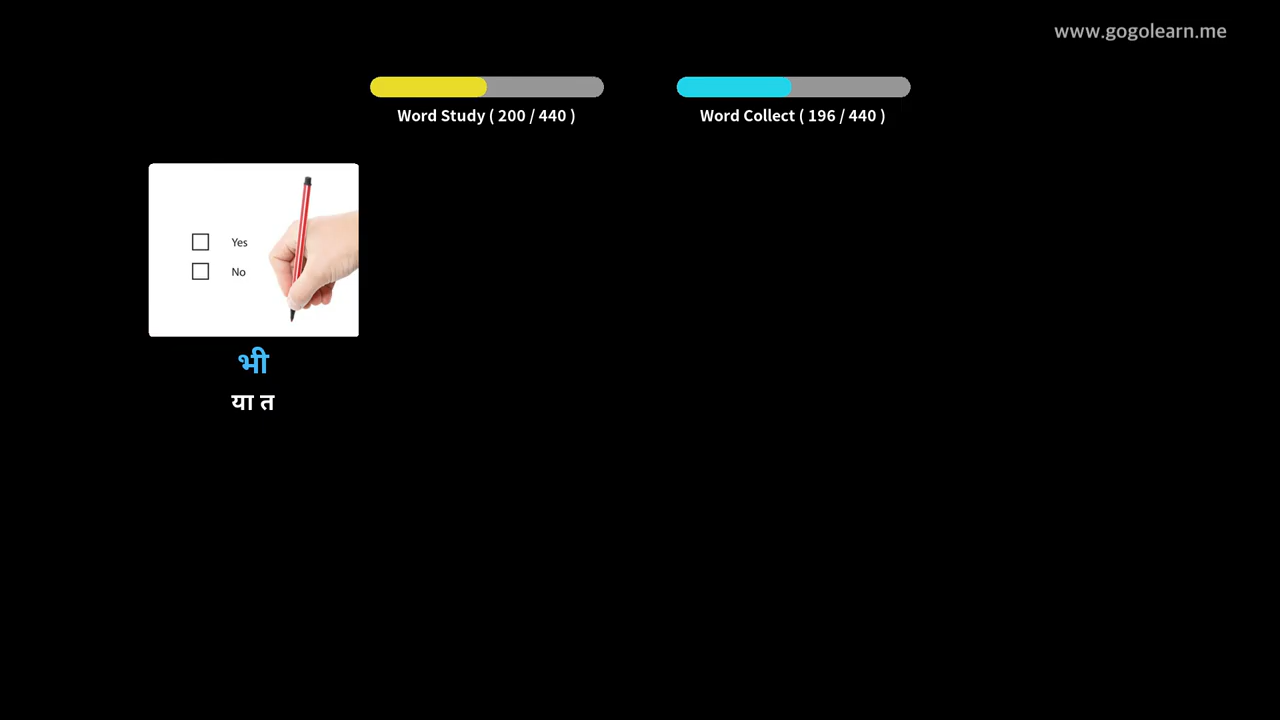 www.gogolearn.me
Word Study ( 200 / 440 )
Word Collect ( 196 / 440 )
Yes
No
भी
या त